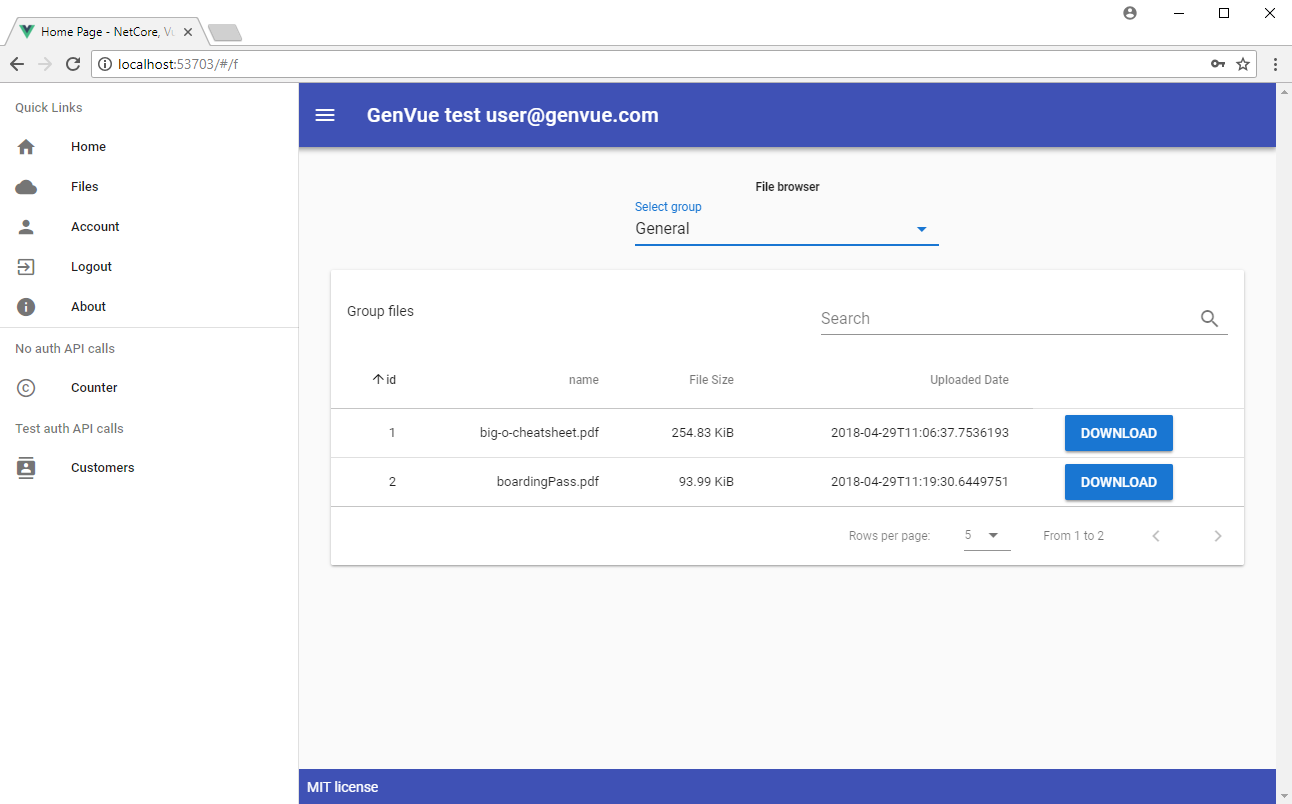 Home Page - NetCore, Vu
localhost:53703/#/f
Quick Links
Home
Files
Account
Logout
About
No auth API calls
Counter
Test auth API calls
Customers
GenVue test user@genvue.com
File browser
Select group
General
Group files
Search
id name File Size Uploaded Date
1 big-o-cheatsheet.pdf 254.83 KiB 2018-04-29T11:06:37.7536193 DOWNLOAD
2 boardingPass.pdf 93.99 KiB 2018-04-29T11:19:30.6449751 DOWNLOAD
Rows per page: 5 From 1 to 2
MIT license